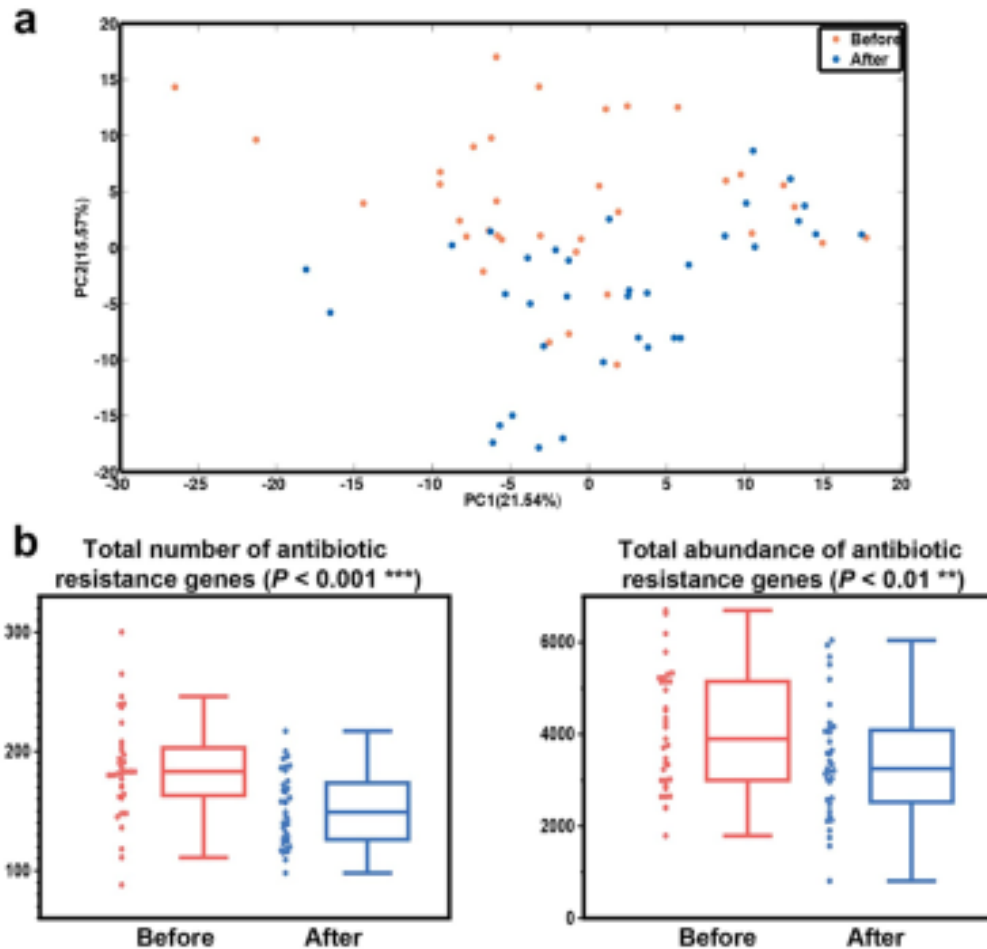 a
20
15
10
5
0
-5
-10
-15
-20
PC2(15.57%)
Before
After
-30 -25 -20 -15 -10 -5 0 5 10 15 20
PC1(21.54%)
b
Total number of antibiotic
resistance genes (P < 0.001 ***)
300
200
100
Before After
Total abundance of antibiotic
resistance genes (P < 0.01 **)
6000
4000
2000
0
Before After